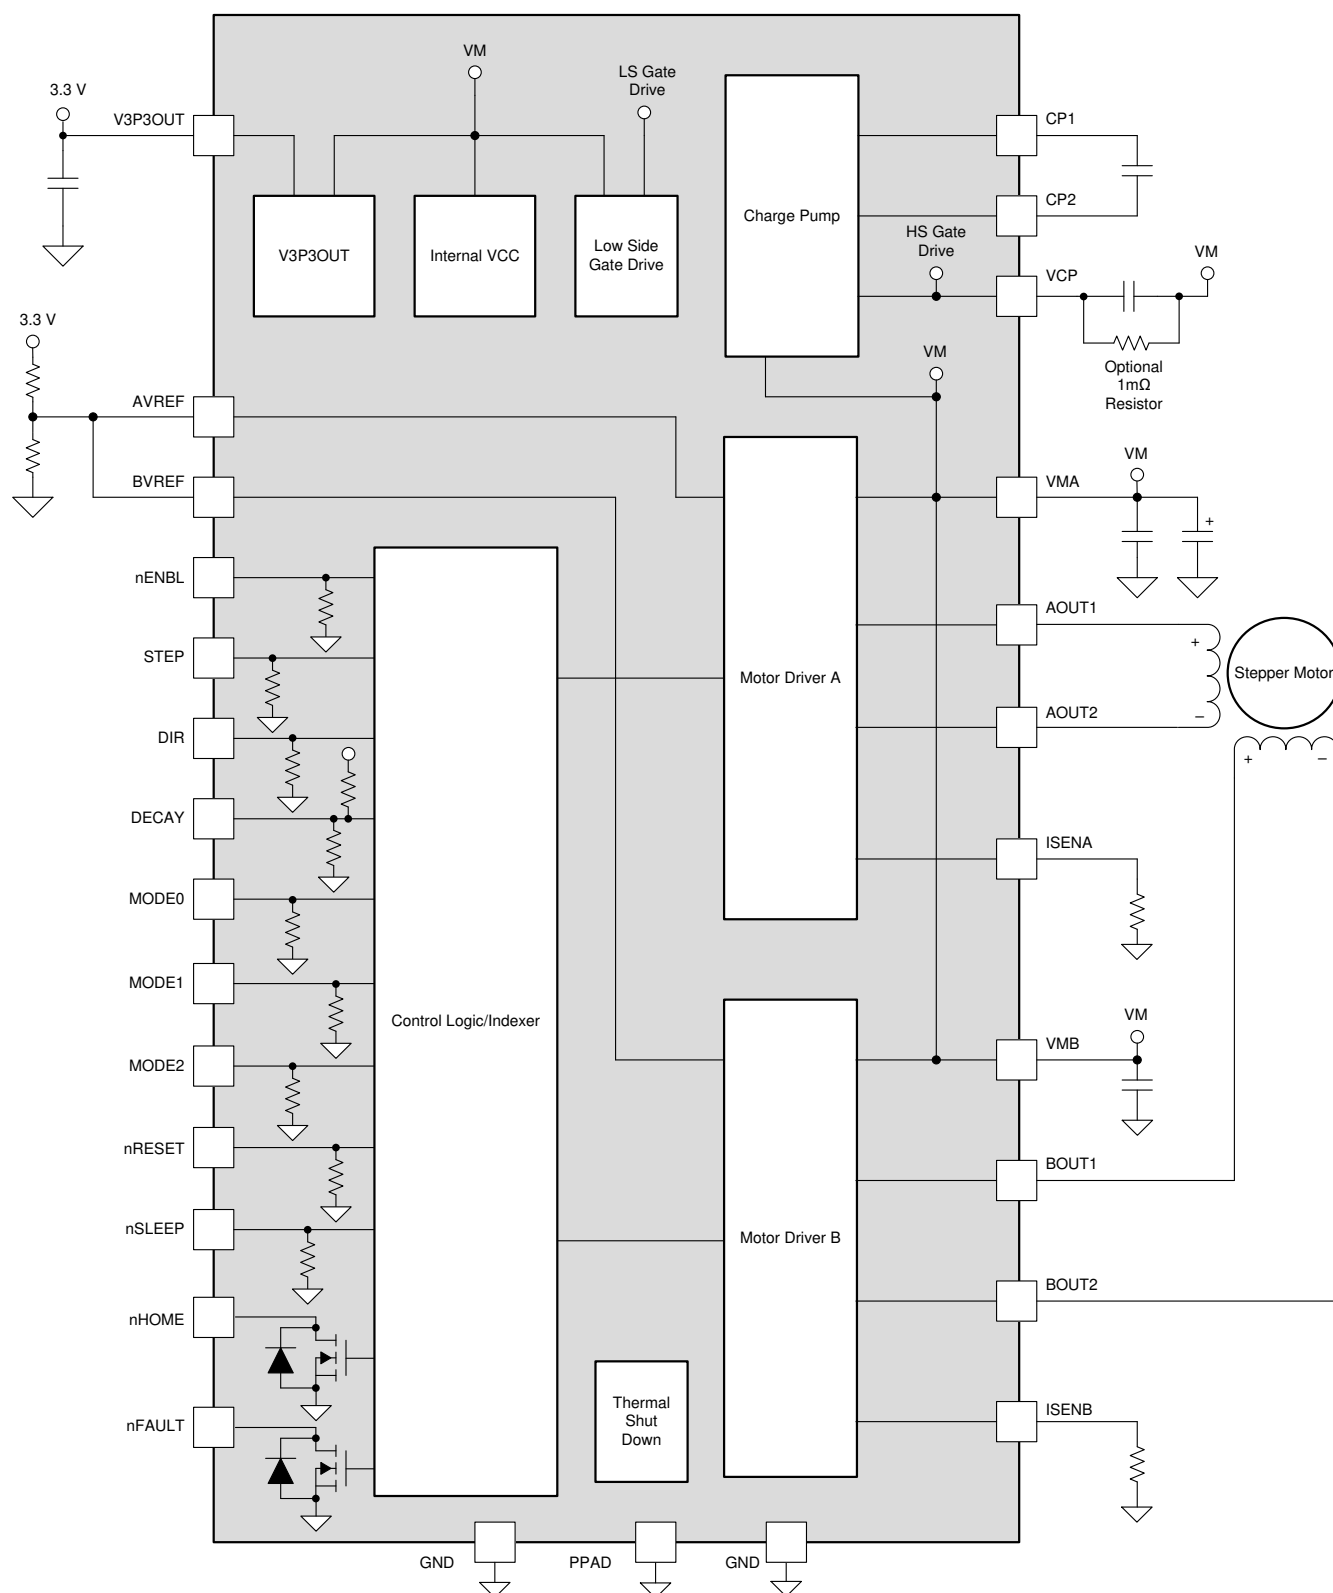 VM
LS Gate
Drive
3.3 V
V3P3OUT
CP1
Charge Pump
CP2
V3P3OUT
Internal VCC
Low Side
Gate Drive
HS Gate
Drive
VM
VCP
3.3 V
VM
Optional
1mΩ
Resistor
AVREF
VM
BVREF
VMA
+
nENBL
AOUT1
STEP
+
Motor Driver A
Stepper Motor
–
AOUT2
DIR
+
–
DECAY
ISENA
MODE0
MODE1
Control Logic/Indexer
VM
MODE2
VMB
nRESET
BOUT1
nSLEEP
Motor Driver B
BOUT2
nHOME
Thermal
Shut
Down
ISENB
nFAULT
GND
PPAD
GND